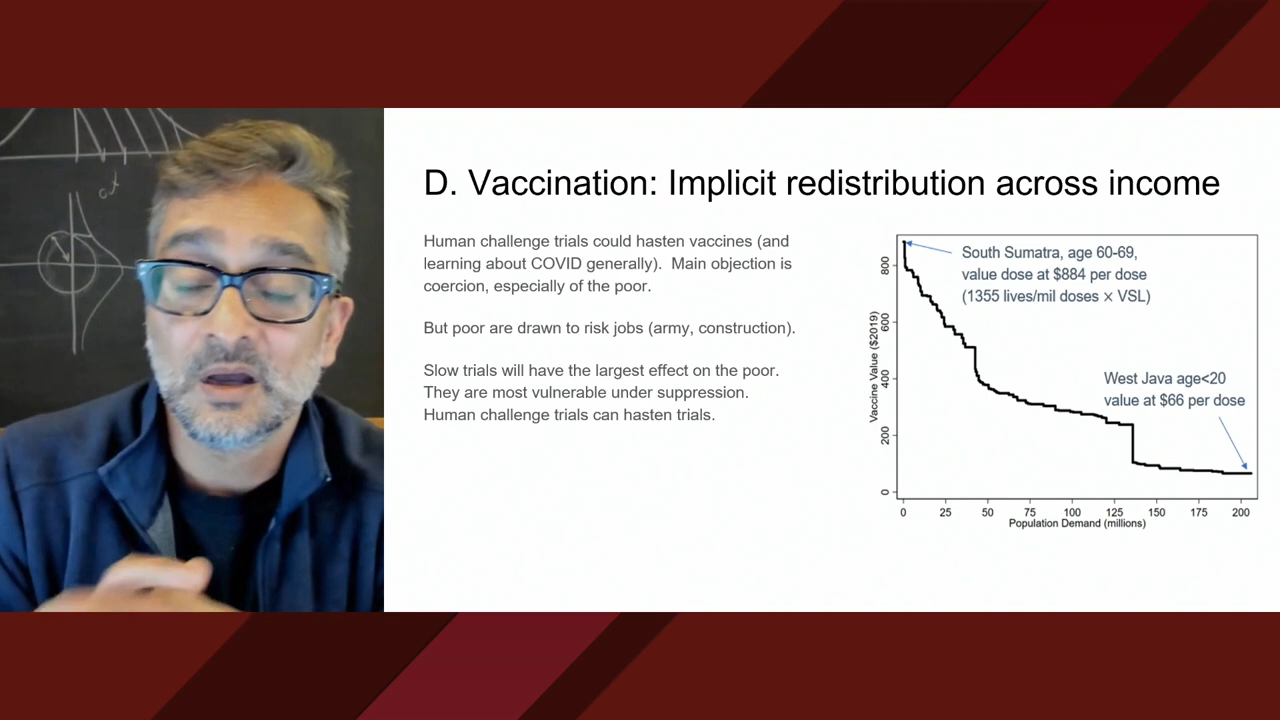 D. Vaccination: Implicit redistribution across income
Human challenge trials could hasten vaccines (and
learning about COVID generally).  Main objection is
coercion, especially of the poor.
But poor are drawn to risk jobs (army, construction).
Slow trials will have the largest effect on the poor.
They are most vulnerable under suppression.
Human challenge trials can hasten trials.
South Sumatra, age 60-69,
value dose at $884 per dose
(1355 lives/mil doses × VSL)
West Java age<20
value at $66 per dose
Vaccine Value ($2019)
800
600
400
200
0
0 25 50 75 100 125 150 175 200
Population Demand (millions)